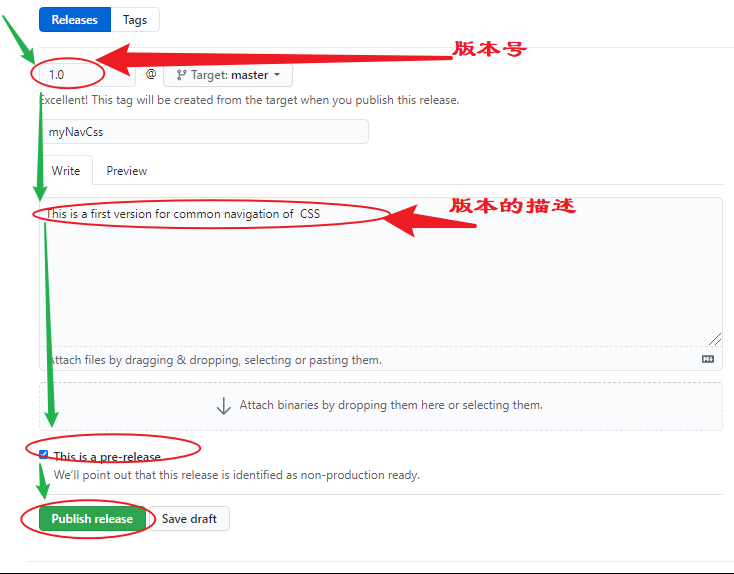 Releases Tags
版本号
1.0 @ Target: master
Excellent! This tag will be created from the target when you publish this release.
myNavCss
Write Preview
版本的描述
This is a first version for common navigation of CSS
Attach files by dragging & dropping, selecting or pasting them.
Attach binaries by dropping them here or selecting them.
This is a pre-release
We'll point out that this release is identified as non-production ready.
Publish release Save draft